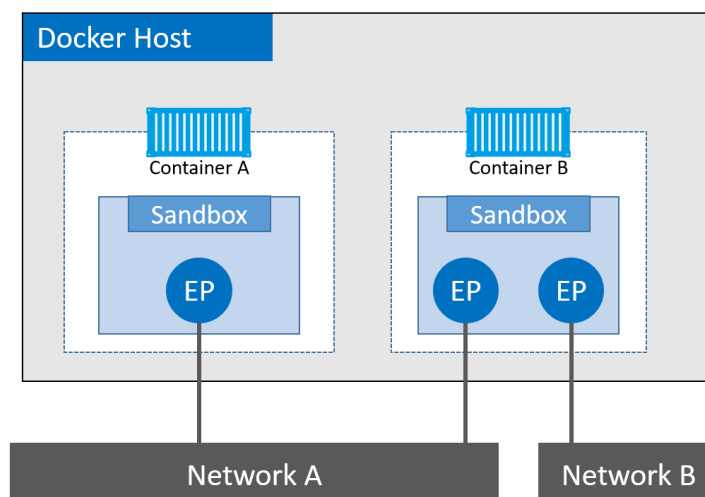 Docker Host
Container A
Container B
Sandbox
Sandbox
EP
EP
EP
Network A
Network B